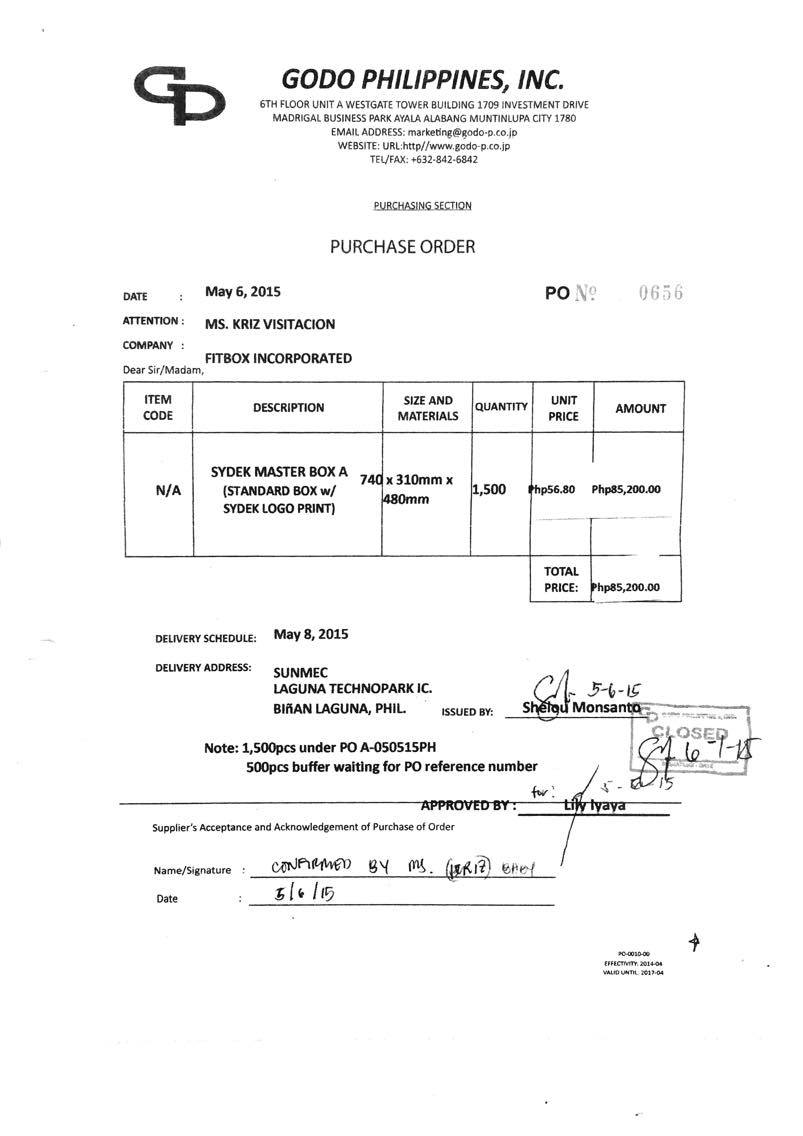 GODO PHILIPPINES, INC.
6TH FLOOR UNIT A WESTGATE TOWER BUILDING 1709 INVESTMENT DRIVE
MADRIGAL BUSINESS PARK AYALA ALABANG MUNTINLUPA CITY 1780
EMAIL ADDRESS: marketing@godo-p.co.jp
WEBSITE: URL:http//www.godo-p.co.jp
TEL/FAX: +632-842-6842
PURCHASING SECTION
PURCHASE ORDER
DATE : May 6, 2015 PO Nº 0656
ATTENTION : MS. KRIZ VISITACION
COMPANY :
FITBOX INCORPORATED
Dear Sir/Madam,
ITEM CODE DESCRIPTION SIZE AND MATERIALS QUANTITY UNIT PRICE AMOUNT
N/A SYDEK MASTER BOX A (STANDARD BOX w/ SYDEK LOGO PRINT) 740 x 310mm x 480mm 1,500 Php56.80 Php85,200.00
TOTAL PRICE: Php85,200.00
DELIVERY SCHEDULE: May 8, 2015
DELIVERY ADDRESS: SUNMEC
LAGUNA TECHNOPARK IC.
BIñAN LAGUNA, PHIL.
5-6-15
ISSUED BY: Monsanto
CLOSED
6-1-15
Note: 1,500pcs under PO A-050515PH
500pcs buffer waiting for PO reference number
for:
APPROVED BY : Lily Iyaya
Supplier's Acceptance and Acknowledgement of Purchase of Order
Name/Signature : CONFIRMED BY MS. (KRIZ)
Date : 5/6/15
PO-0010-00
EFFECTIVITY: 2014-04
VALID UNTIL: 2017-04